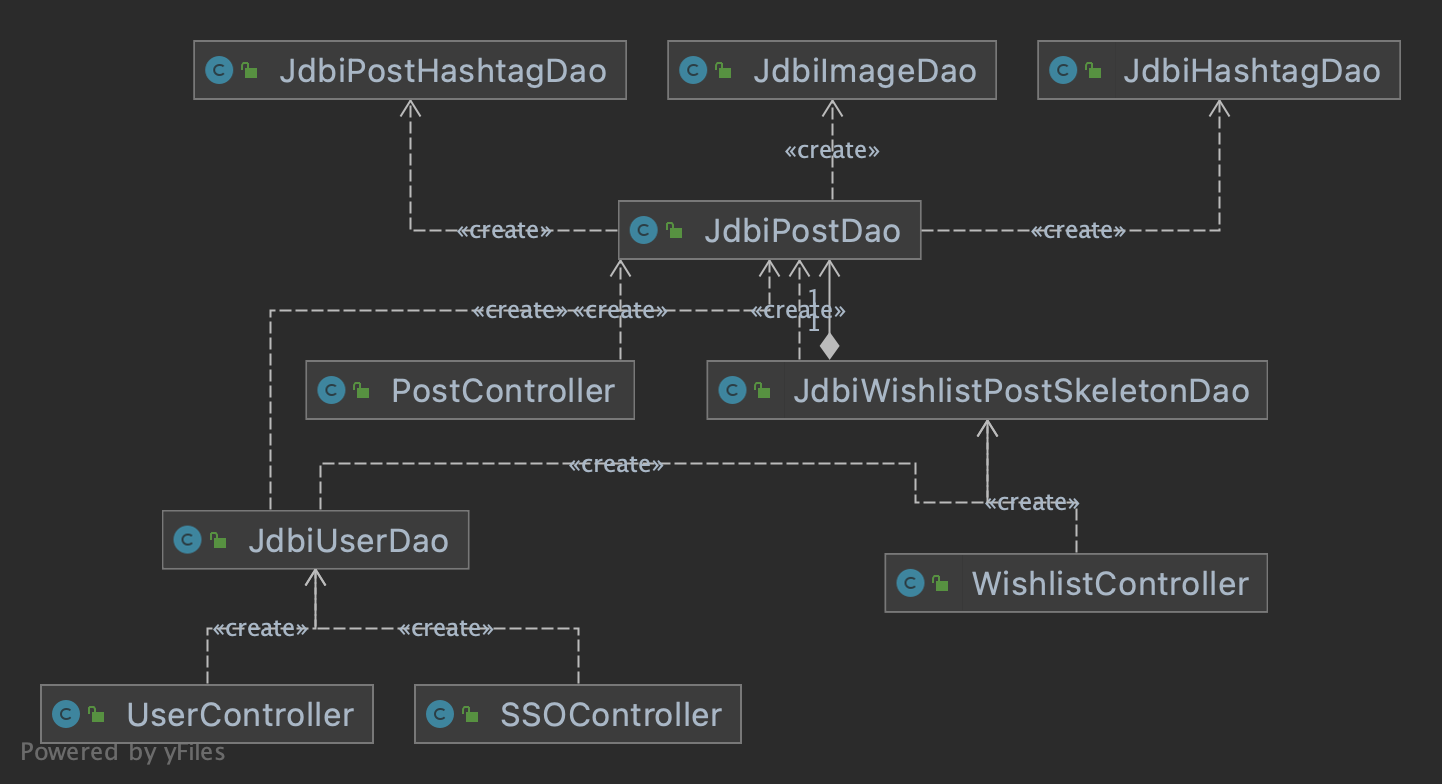 C JdbiPostHashtagDao
C JdbiImageDao
C JdbiHashtagDao
«create»
C JdbiPostDao
«create»
«create»
«create»
«create»
«create»
1
1
C PostController
C JdbiWishlistPostSkeletonDao
«create»
«create»
C JdbiUserDao
C WishlistController
«create»
«create»
C UserController
C SSOController
Powered by yFiles